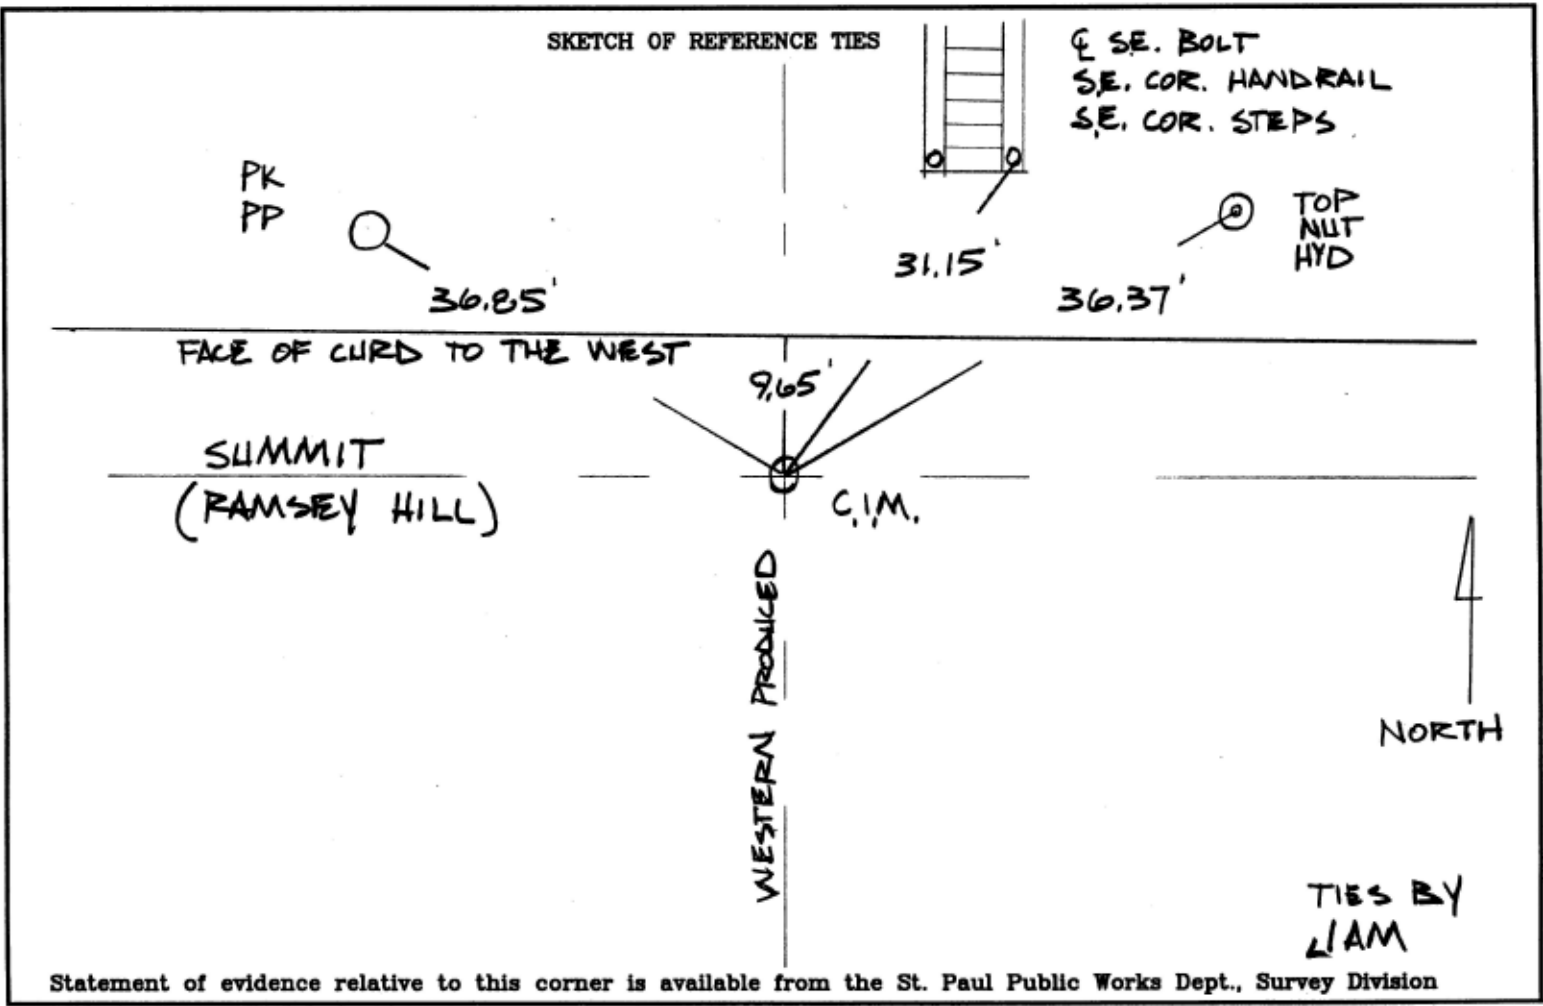 SKETCH OF REFERENCE TIES
℄ S.E. BOLT
S.E. COR. HANDRAIL
S.E. COR. STEPS
PK
PP
TOP
NUT
HYD
31.15'
36.85'
36.37'
FACE OF CURB TO THE WEST
9.65'
SUMMIT
(RAMSEY HILL)
C.I.M.
WESTERN PRODUCED
NORTH
TIES BY
JAM
Statement of evidence relative to this corner is available from the St. Paul Public Works Dept., Survey Division